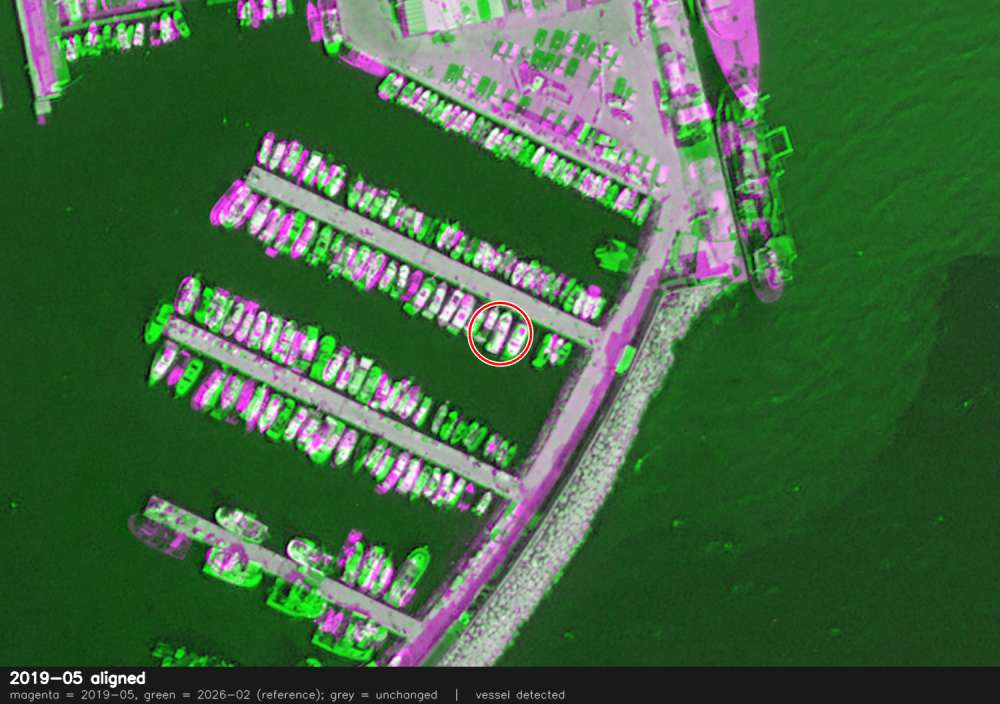 2019-05 aligned
magenta = 2019-05, green = 2026-02 (reference); grey = unchanged | vessel detected